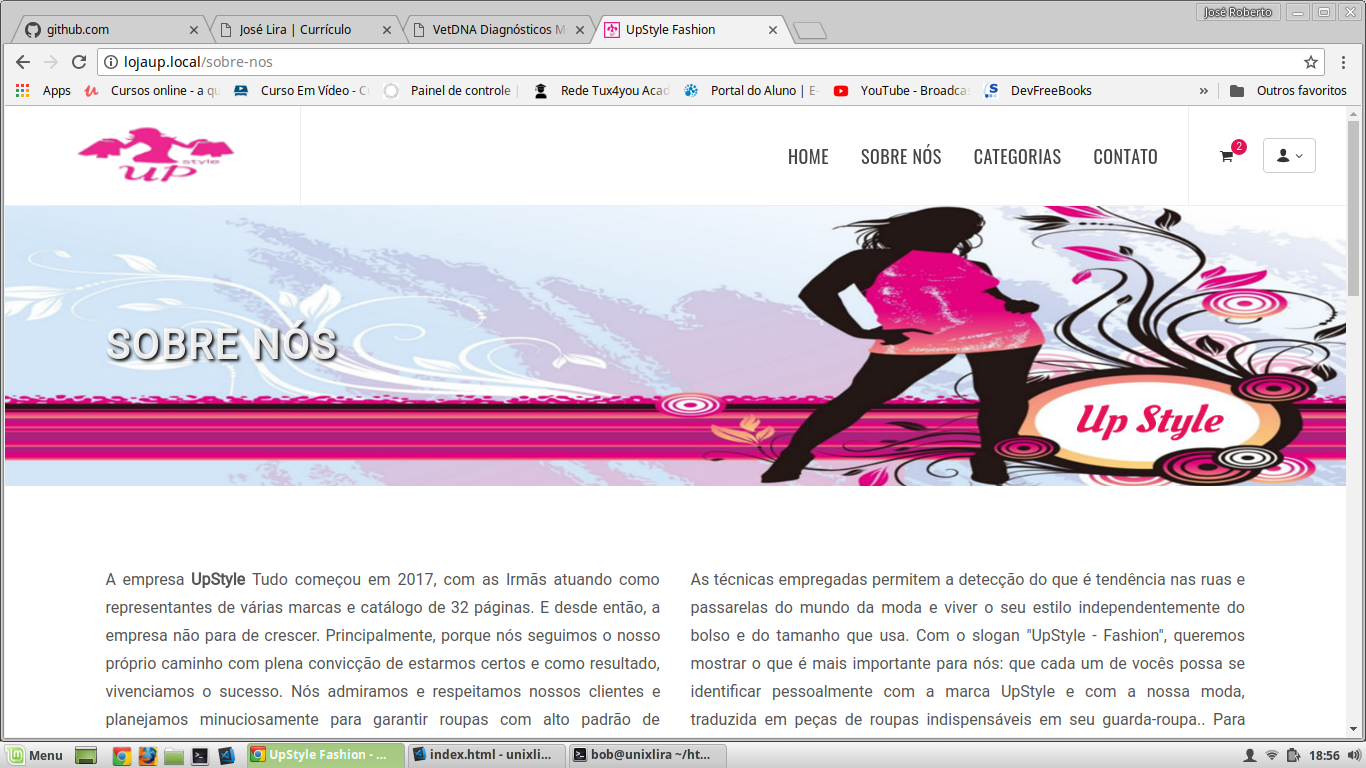 José Roberto
github.com
José Lira | Currículo
VetDNA Diagnósticos M
UpStyle Fashion
lojaup.local/sobre-nos
Apps
Cursos online - a qu
Curso Em Vídeo - Cu
Painel de controle |
Rede Tux4you Acad
Portal do Aluno | E-
YouTube - Broadcas
DevFreeBooks
»
Outros favoritos
style
UP
HOME
SOBRE NÓS
CATEGORIAS
CONTATO
2
SOBRE NÓS
Up Style
A empresa UpStyle Tudo começou em 2017, com as Irmãs atuando como
representantes de várias marcas e catálogo de 32 páginas. E desde então, a
empresa não para de crescer. Principalmente, porque nós seguimos o nosso
próprio caminho com plena convicção de estarmos certos e como resultado,
vivenciamos o sucesso. Nós admiramos e respeitamos nossos clientes e
planejamos minuciosamente para garantir roupas com alto padrão de
As técnicas empregadas permitem a detecção do que é tendência nas ruas e
passarelas do mundo da moda e viver o seu estilo independentemente do
bolso e do tamanho que usa. Com o slogan "UpStyle - Fashion", queremos
mostrar o que é mais importante para nós: que cada um de vocês possa se
identificar pessoalmente com a marca UpStyle e com a nossa moda,
traduzida em peças de roupas indispensáveis em seu guarda-roupa.. Para
Menu
UpStyle Fashion - ...
index.html - unixli...
bob@unixlira ~/ht...
18:56